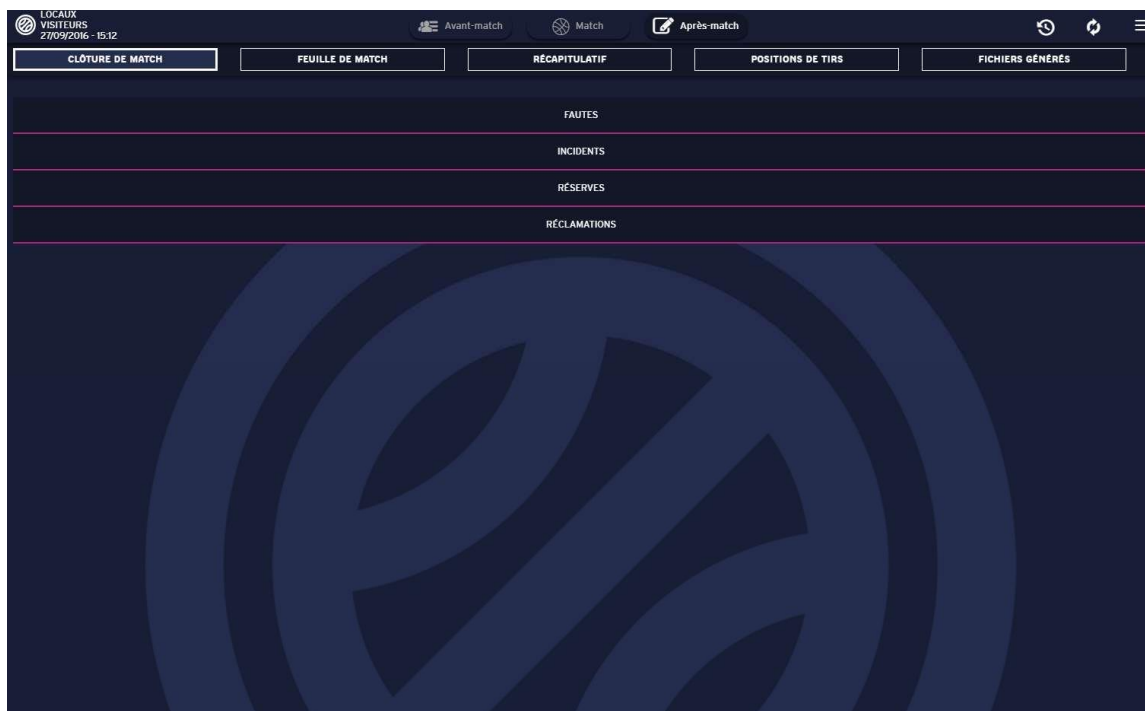 LOCAUX
VISITEURS
27/09/2016 - 15:12
Avant-match
Match
Après-match
CLÔTURE DE MATCH
FEUILLE DE MATCH
RÉCAPITULATIF
POSITIONS DE TIRS
FICHIERS GÉNÉRÉS
FAUTES
INCIDENTS
RÉSERVES
RÉCLAMATIONS